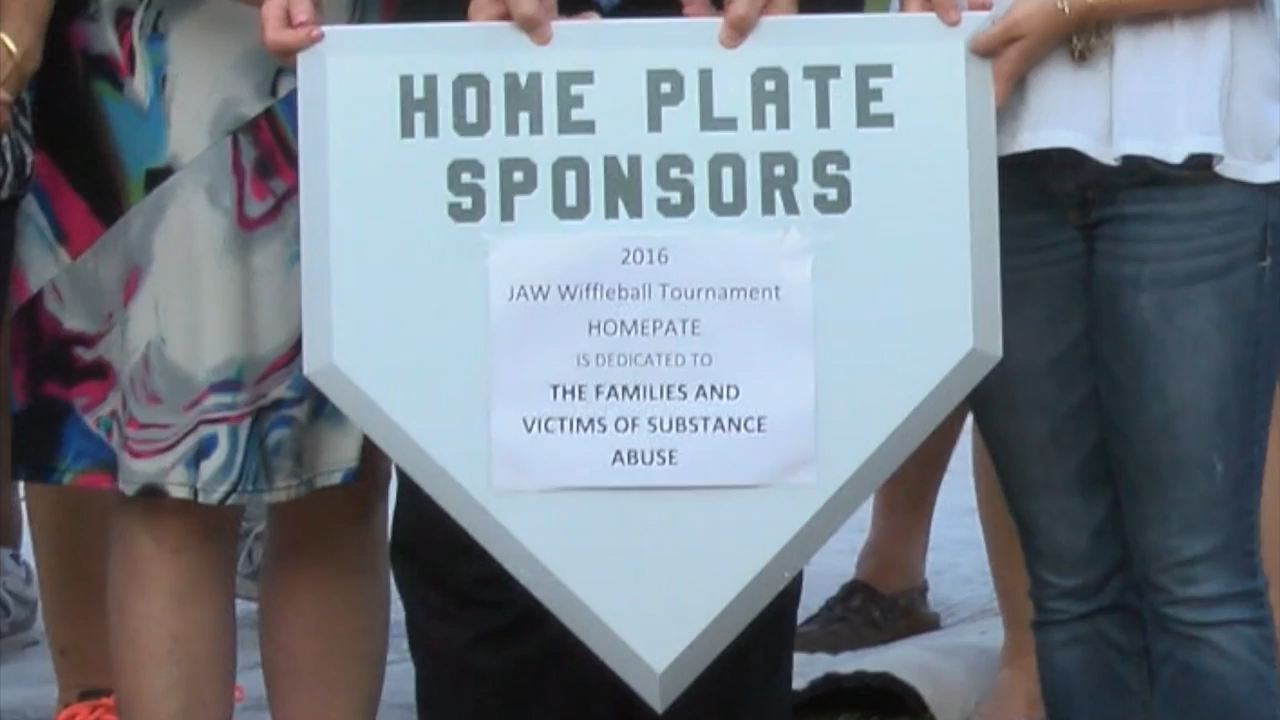 HOME PLATE
SPONSORS
2016
JAW Wiffleball Tournament
HOMEPATE
IS DEDICATED TO
THE FAMILIES AND
VICTIMS OF SUBSTANCE
ABUSE